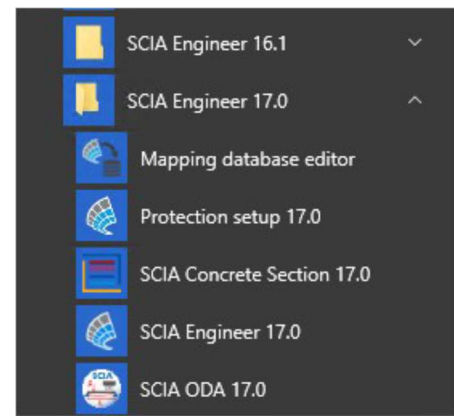 SCIA Engineer 16.1
SCIA Engineer 17.0
Mapping database editor
Protection setup 17.0
SCIA Concrete Section 17.0
SCIA Engineer 17.0
SCIA
SCIA ODA 17.0